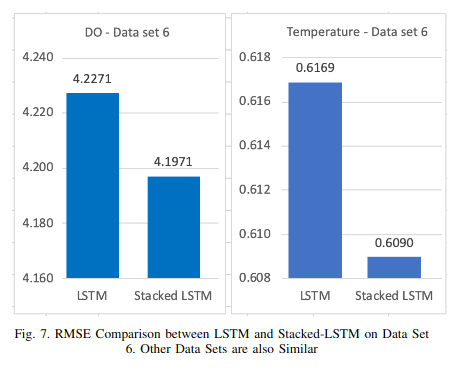 DO - Data set 6
4.240
4.220
4.200
4.180
4.160
4.2271
4.1971
LSTM Stacked LSTM
Temperature - Data set 6
0.618
0.616
0.614
0.612
0.610
0.608
0.6169
0.6090
LSTM Stacked LSTM
Fig. 7. RMSE Comparison between LSTM and Stacked-LSTM on Data Set
6. Other Data Sets are also Similar